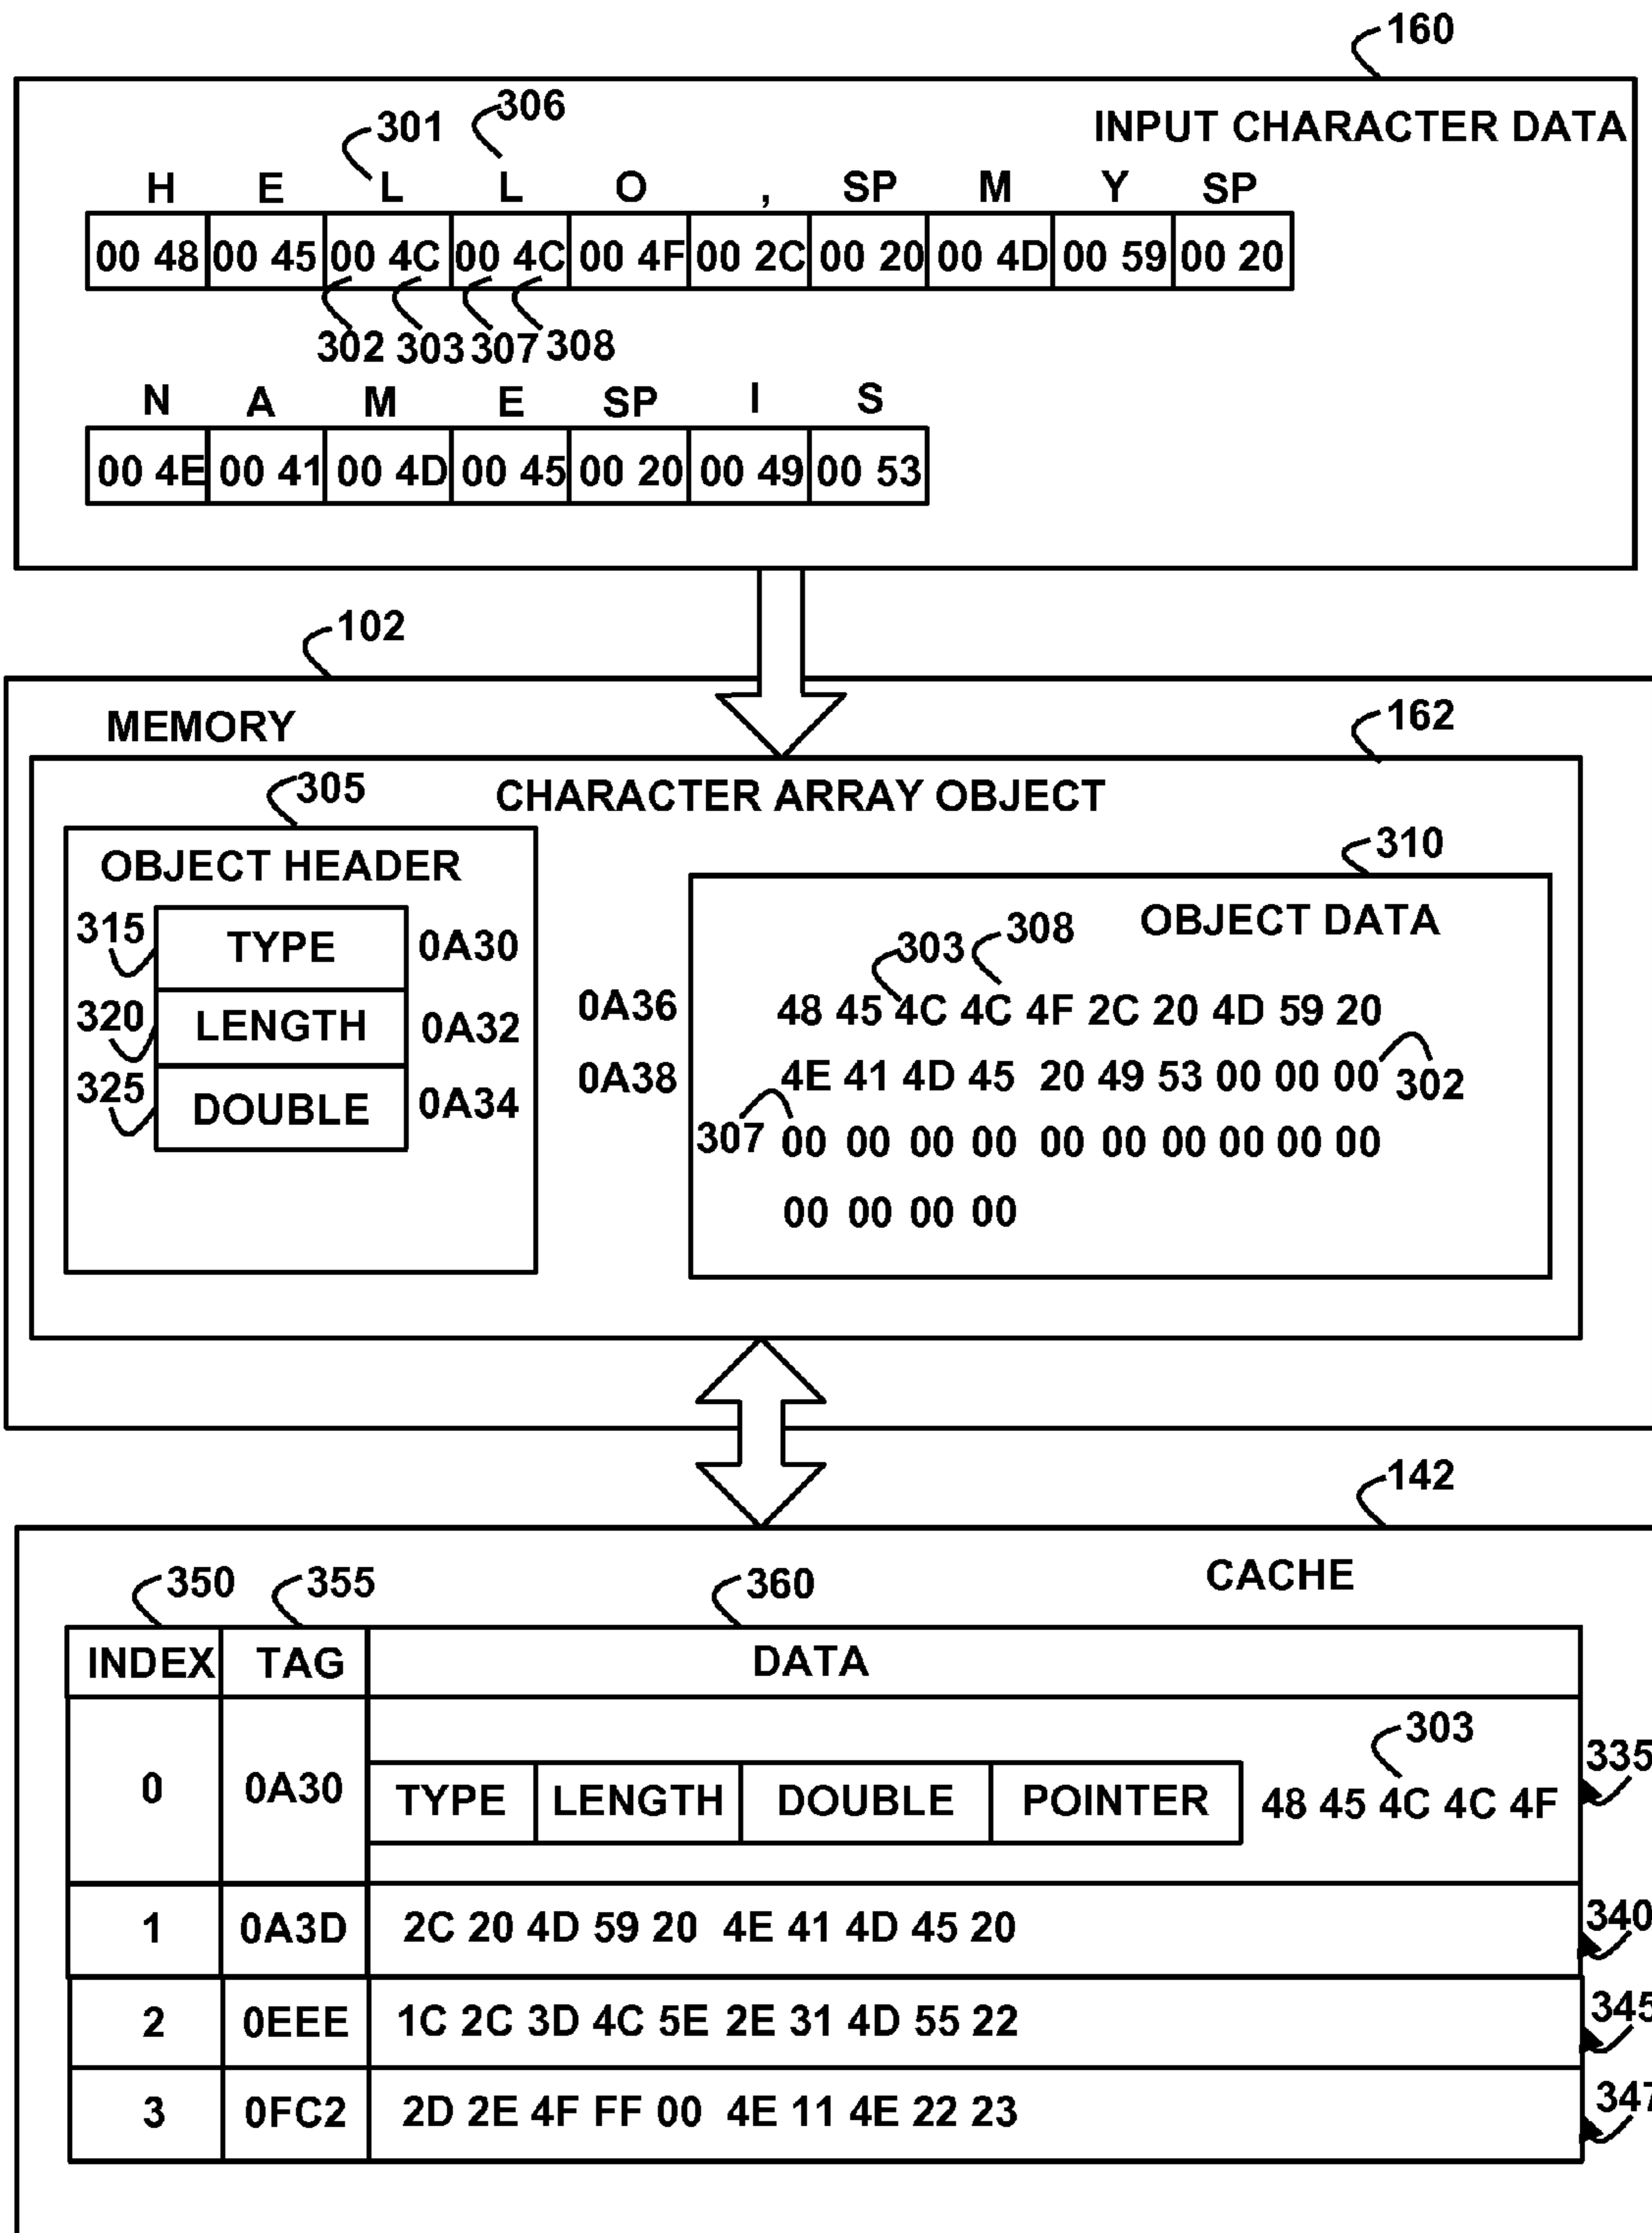 160
306
301
INPUT CHARACTER DATA
H E L L O , SP M Y SP
00 48 00 45 00 4C 00 4C 00 4F 00 2C 00 20 00 4D 00 59 00 20
302 303 307 308
N A M E SP I S
00 4E 00 41 00 4D 00 45 00 20 00 49 00 53
102
MEMORY
162
305
CHARACTER ARRAY OBJECT
310
OBJECT HEADER
OBJECT DATA
315 TYPE 0A30
303 308
0A36 48 45 4C 4C 4F 2C 20 4D 59 20
320 LENGTH 0A32
0A38 4E 41 4D 45 20 49 53 00 00 00 302
325 DOUBLE 0A34
307 00 00 00 00 00 00 00 00 00 00
00 00 00 00
142
CACHE
350 355 360
INDEX TAG DATA
303
335
0 0A30 TYPE LENGTH DOUBLE POINTER 48 45 4C 4C 4F
1 0A3D 2C 20 4D 59 20 4E 41 4D 45 20 340
2 0EEE 1C 2C 3D 4C 5E 2E 31 4D 55 22 345
3 0FC2 2D 2E 4F FF 00 4E 11 4E 22 23 347